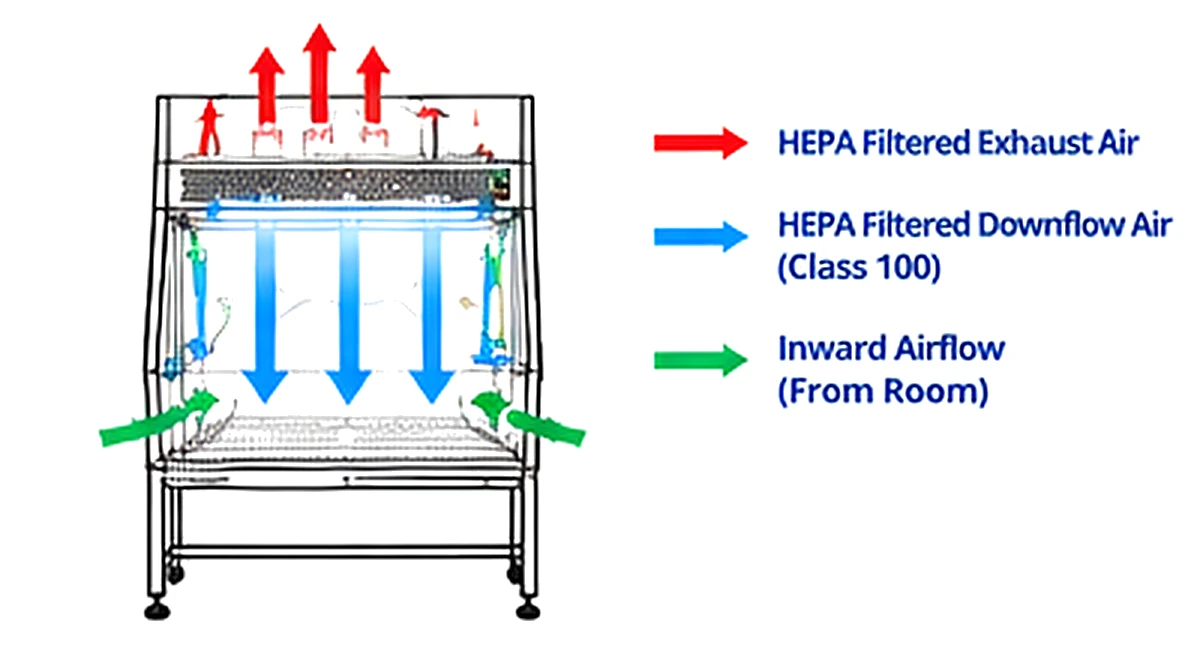 HEPA Filtered Exhaust Air
HEPA Filtered Downflow Air
(Class 100)
Inward Airflow
(From Room)